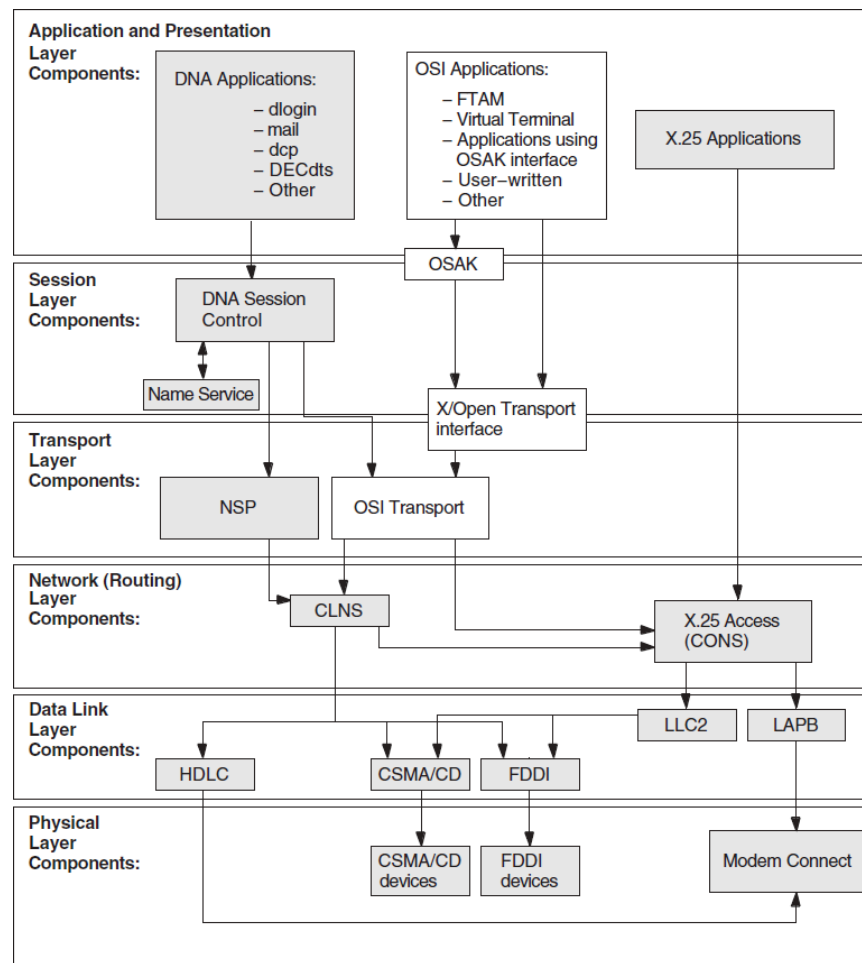 Application and Presentation
Layer
Components:
DNA Applications:
– dlogin
– mail
– dcp
– DECdts
– Other
OSI Applications:
– FTAM
– Virtual Terminal
– Applications using
OSAK interface
– User–written
– Other
X.25 Applications
OSAK
Session
Layer
Components:
DNA Session
Control
Name Service
X/Open Transport
interface
Transport
Layer
Components:
NSP
OSI Transport
Network (Routing)
Layer
Components:
CLNS
X.25 Access
(CONS)
Data Link
Layer
Components:
LLC2
LAPB
HDLC
CSMA/CD
FDDI
Physical
Layer
Components:
CSMA/CD
devices
FDDI
devices
Modem Connect